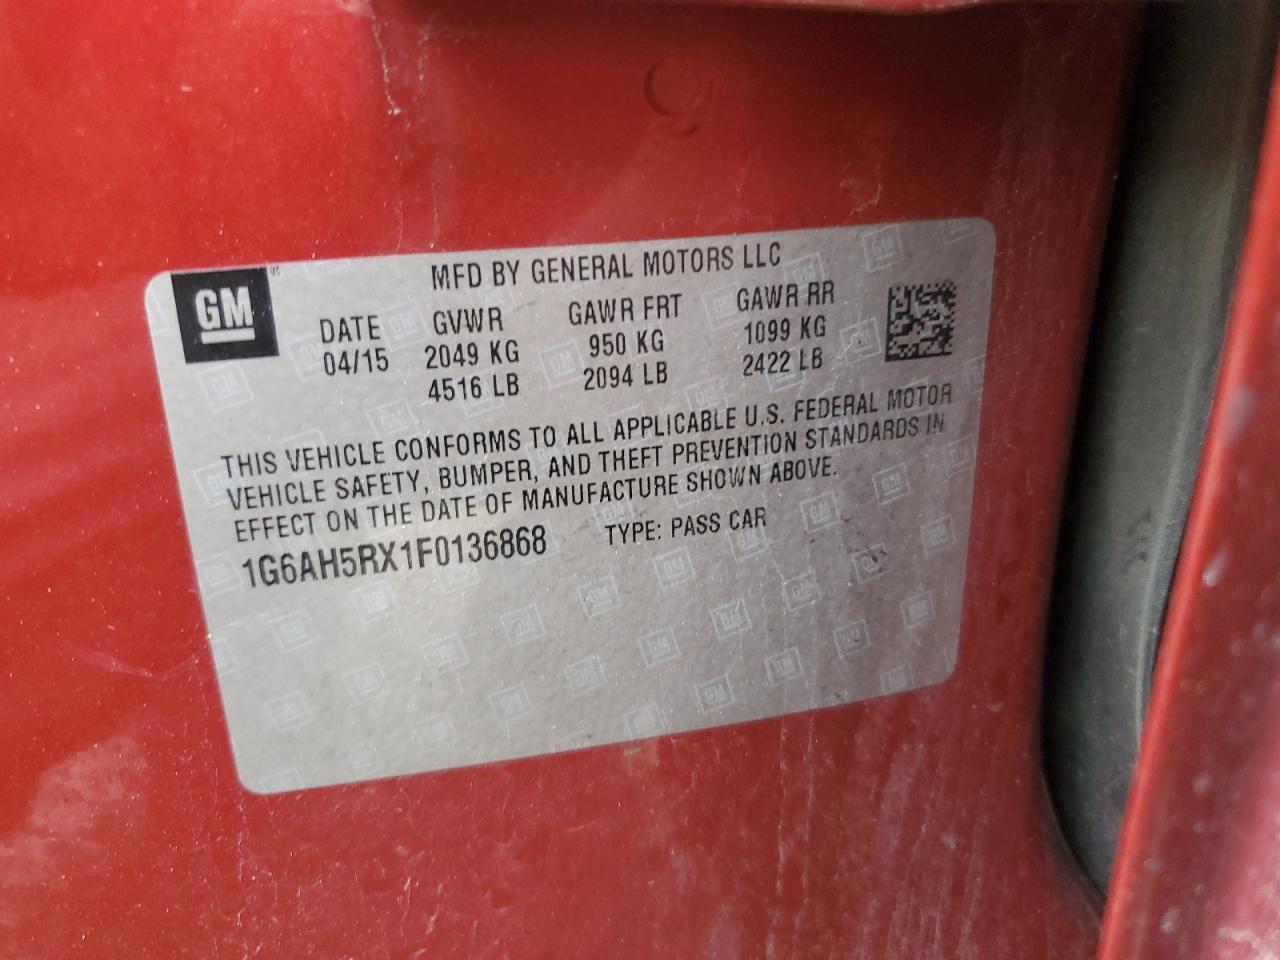 GM
MFD BY GENERAL MOTORS LLC
DATE GVWR GAWR FRT GAWR RR
04/15 2049 KG 950 KG 1099 KG
4516 LB 2094 LB 2422 LB
THIS VEHICLE CONFORMS TO ALL APPLICABLE U.S. FEDERAL MOTOR
VEHICLE SAFETY, BUMPER, AND THEFT PREVENTION STANDARDS IN
EFFECT ON THE DATE OF MANUFACTURE SHOWN ABOVE.
1G6AH5RX1F0136868 TYPE: PASS CAR